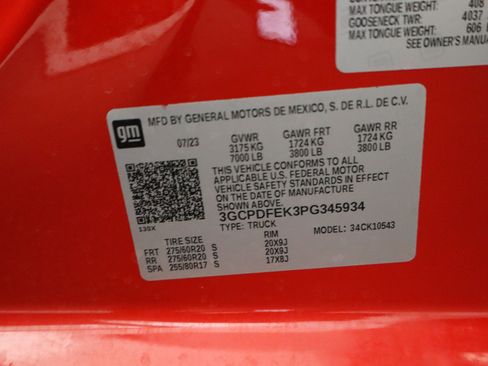 MAX TONGUE WEIGHT: 408
GOOSENECK TWR: 4037
MAX TONGUE WEIGHT: 606
SEE OWNER'S MANUA
gm
MFD BY GENERAL MOTORS DE MEXICO, S. DE R.L. DE C.V.
07/23 GVWR GAWR FRT GAWR RR
3175 KG 1724 KG 1724 KG
7000 LB 3800 LB 3800 LB
THIS VEHICLE CONFORMS TO ALL
APPLICABLE U.S. FEDERAL MOTOR
VEHICLE SAFETY STANDARDS IN EFFECT
ON THE DATE OF MANUFACTURE
SHOWN ABOVE.
3GCPDFEK3PG345934
TYPE: TRUCK
139X
TIRE SIZE RIM MODEL: 34CK10543
FRT 275/60R20 S 20X9J
RR 275/60R20 S 20X9J
SPA 255/80R17 S 17X8J